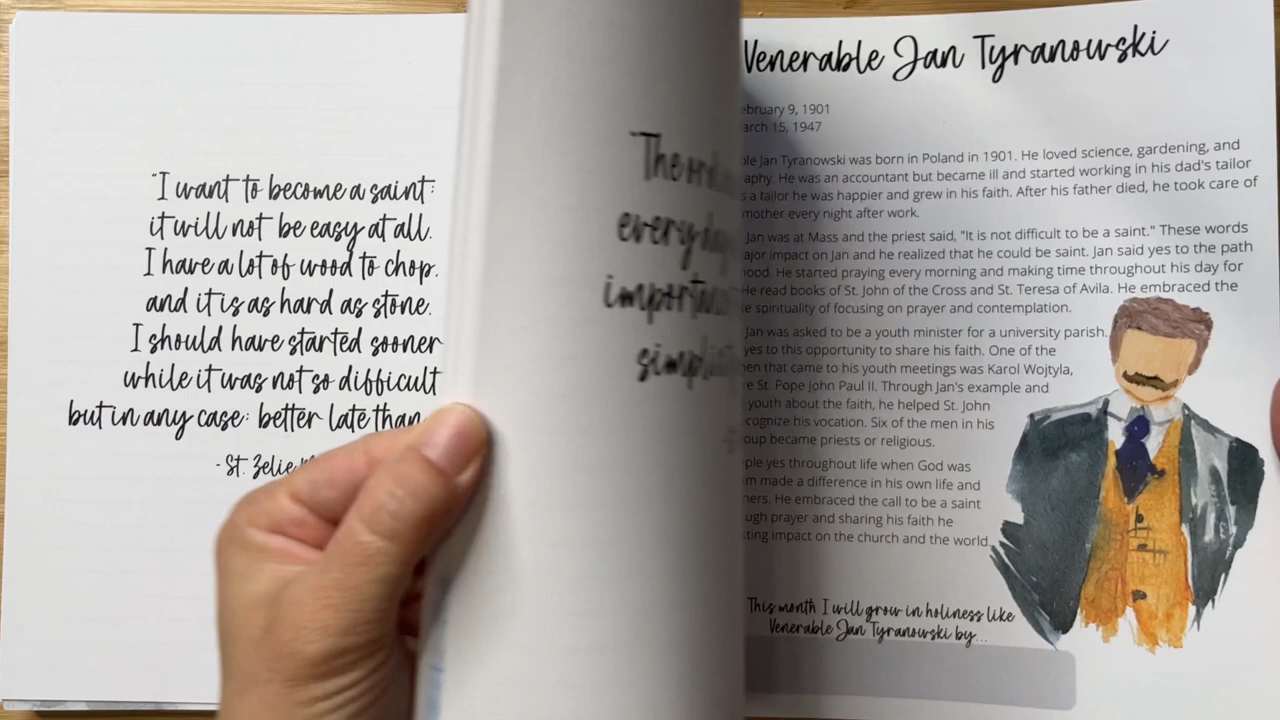 "I want to become a saint:
it will not be easy at all.
I have a lot of wood to chop.
and it is as hard as stone.
I should have started sooner
while it was not so difficult
but in any case: better late than
- St. Zelie
"The
everyday
Venerable Jan Tyranowski
ebruary 9, 1901
arch 15, 1947
ble Jan Tyranowski was born in Poland in 1901. He loved science, gardening, and
aphy. He was an accountant but became ill and started working in his dad's tailor
s a tailor he was happier and grew in his faith. After his father died, he took care of
mother every night after work.
Jan was at Mass and the priest said, "It is not difficult to be a saint." These words
ajor impact on Jan and he realized that he could be saint. Jan said yes to the path
ood. He started praying every morning and making time throughout his day for
He read books of St. John of the Cross and St. Teresa of Avila. He embraced the
e spirituality of focusing on prayer and contemplation.
Jan was asked to be a youth minister for a university parish.
yes to this opportunity to share his faith. One of the
en that came to his youth meetings was Karol Wojtyla,
re St. Pope John Paul II. Through Jan's example and
youth about the faith, he helped St. John
cognize his vocation. Six of the men in his
oup became priests or religious.
ple yes throughout life when God was
m made a difference in his own life and
hers. He embraced the call to be a saint
ugh prayer and sharing his faith he
ting impact on the church and the world.
This month I will grow in holiness like
Venerable Jan Tyranowski by...